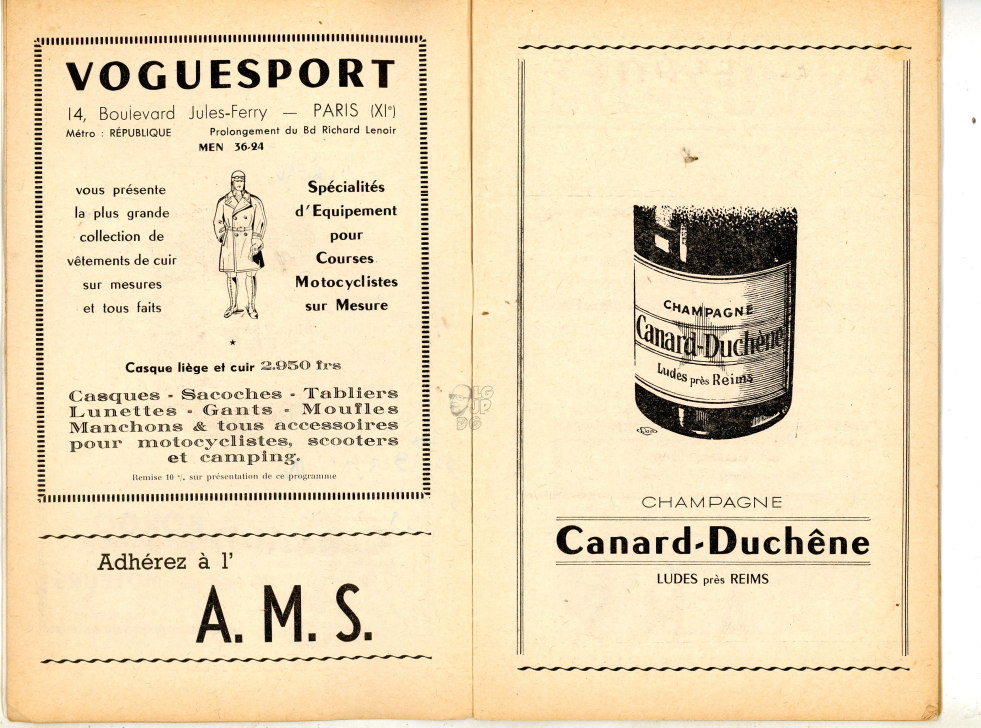 VOGUESPORT
14, Boulevard Jules-Ferry — PARIS (XI°)
Métro : RÉPUBLIQUE Prolongement du Bd Richard Lenoir
MEN 36-24
vous présente
la plus grande
collection de
vêtements de cuir
sur mesures
et tous faits
Spécialités
d'Equipement
pour
Courses
Motocyclistes
sur Mesure
Casque liège et cuir 2.950 frs
Casques - Sacoches - Tabliers
Lunettes - Gants - Moufles
Manchons & tous accessoires
pour motocyclistes, scooters
et camping.
Remise 10 %, sur présentation de ce programme
Adhérez à l'
A. M. S.
CHAMPAGNE
Canard-Duchêne
Ludes près Reims
CHAMPAGNE
Canard-Duchêne
LUDES près REIMS